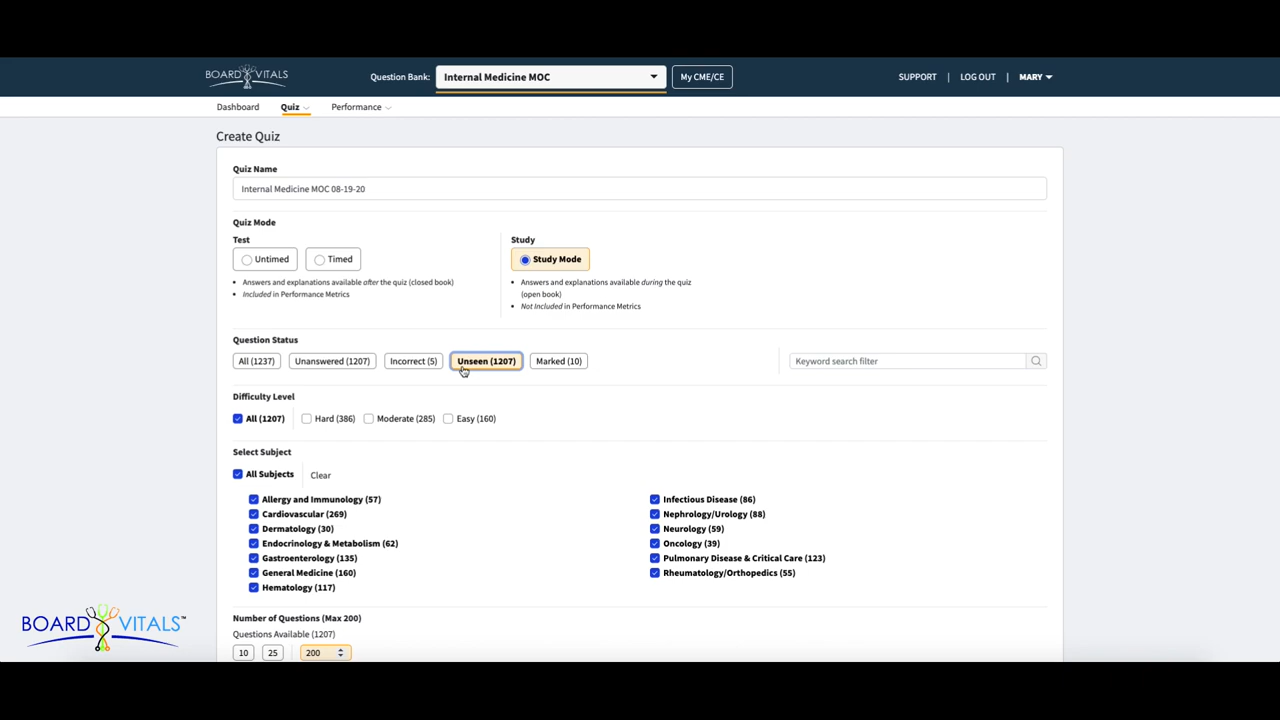 BOARD VITALS Question Bank: Internal Medicine MOC My CME/CE SUPPORT | LOG OUT | MARY
Dashboard Quiz Performance
Create Quiz
Quiz Name
Internal Medicine MOC 08-19-20
Quiz Mode
Test
Untimed Timed
• Answers and explanations available after the quiz (closed book)
• Included in Performance Metrics
Study
Study Mode
• Answers and explanations available during the quiz
(open book)
• Not Included in Performance Metrics
Question Status
All (1237) Unanswered (1207) Incorrect (5) Unseen (1207) Marked (10) Keyword search filter
Difficulty Level
All (1207) Hard (386) Moderate (285) Easy (160)
Select Subject
All Subjects Clear
Allergy and Immunology (57)
Cardiovascular (269)
Dermatology (30)
Endocrinology & Metabolism (62)
Gastroenterology (135)
General Medicine (160)
Hematology (117)
Infectious Disease (86)
Nephrology/Urology (88)
Neurology (59)
Oncology (39)
Pulmonary Disease & Critical Care (123)
Rheumatology/Orthopedics (55)
Number of Questions (Max 200)
Questions Available (1207)
10 25 200
BOARD VITALS™